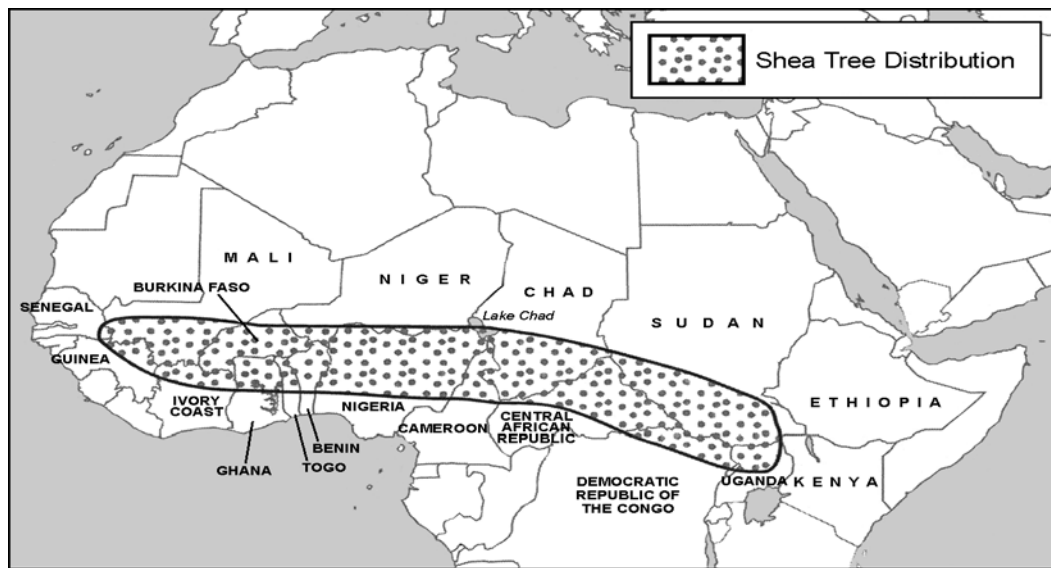 Shea Tree Distribution
MALI
BURKINA FASO
NIGER
CHAD
SENEGAL
Lake Chad
SUDAN
GUINEA
IVORY
COAST
NIGERIA
ETHIOPIA
CAMEROON
CENTRAL
AFRICAN
REPUBLIC
BENIN
GHANA
TOGO
DEMOCRATIC
REPUBLIC OF
THE CONGO
UGANDA
KENYA